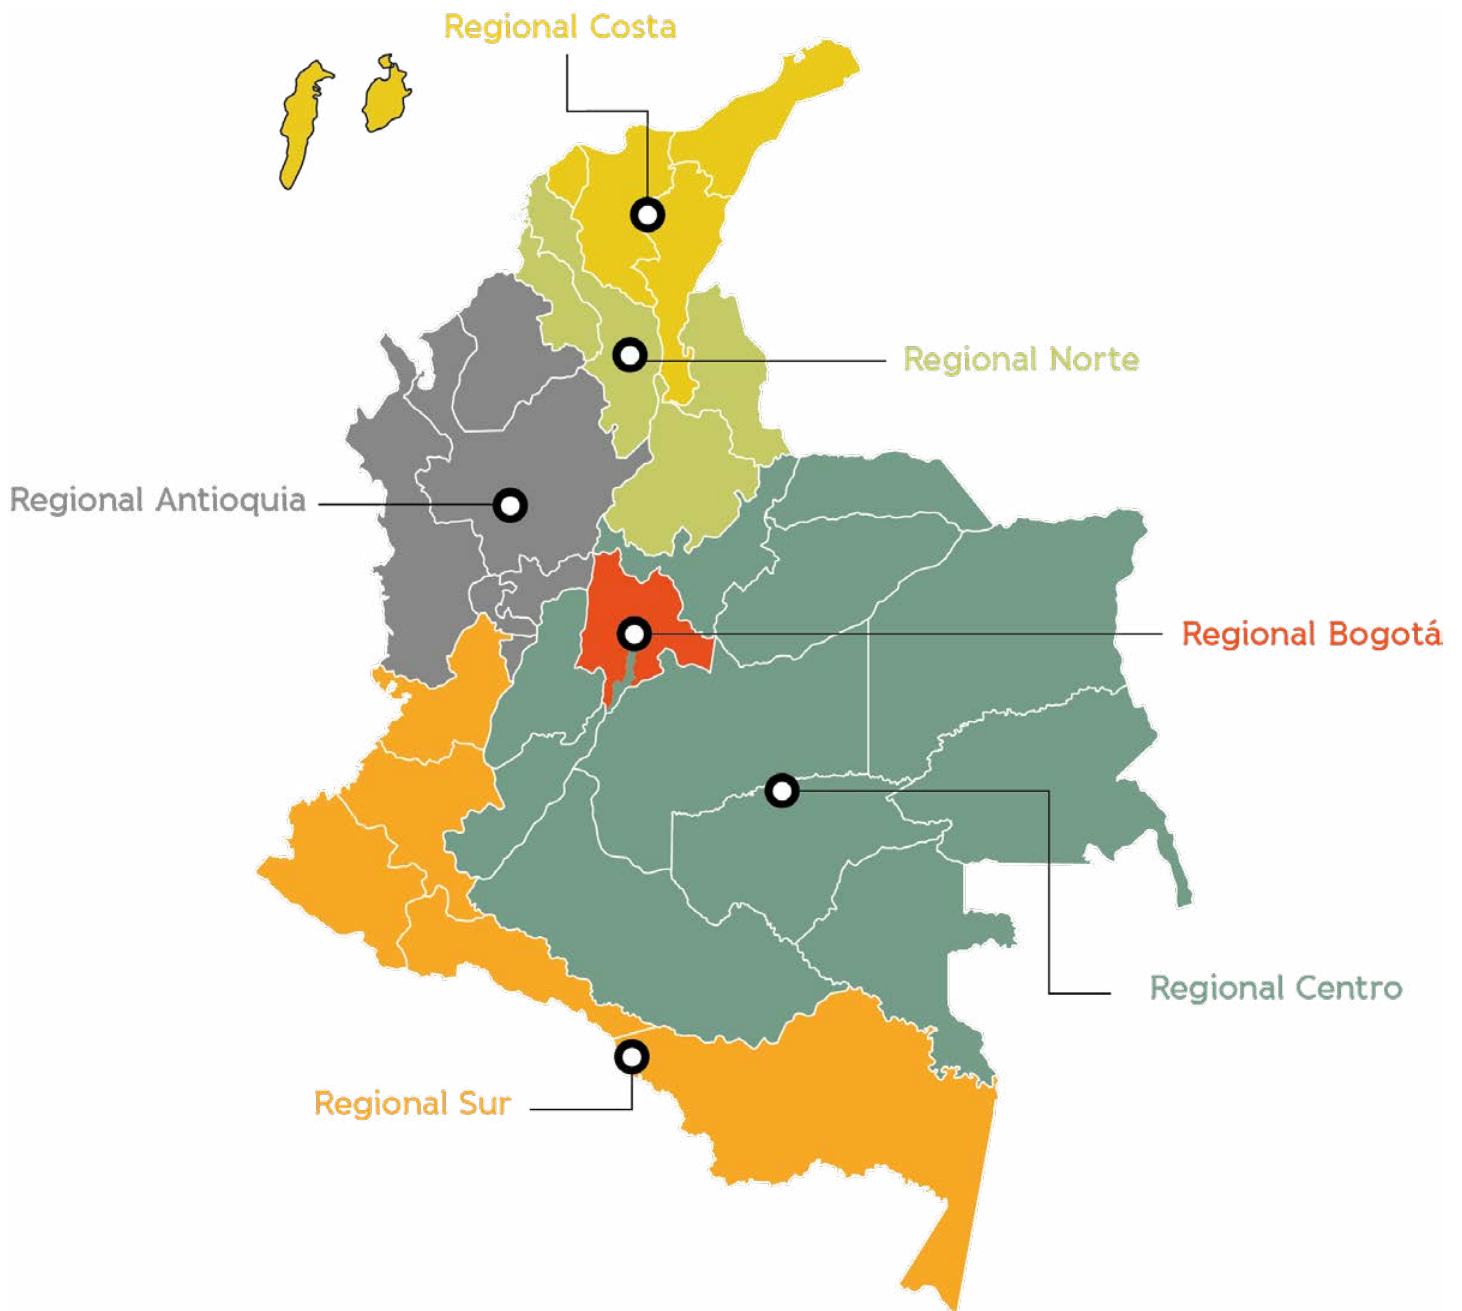 Regional Costa
Regional Norte
Regional Antioquia
Regional Bogotá
Regional Centro
Regional Sur